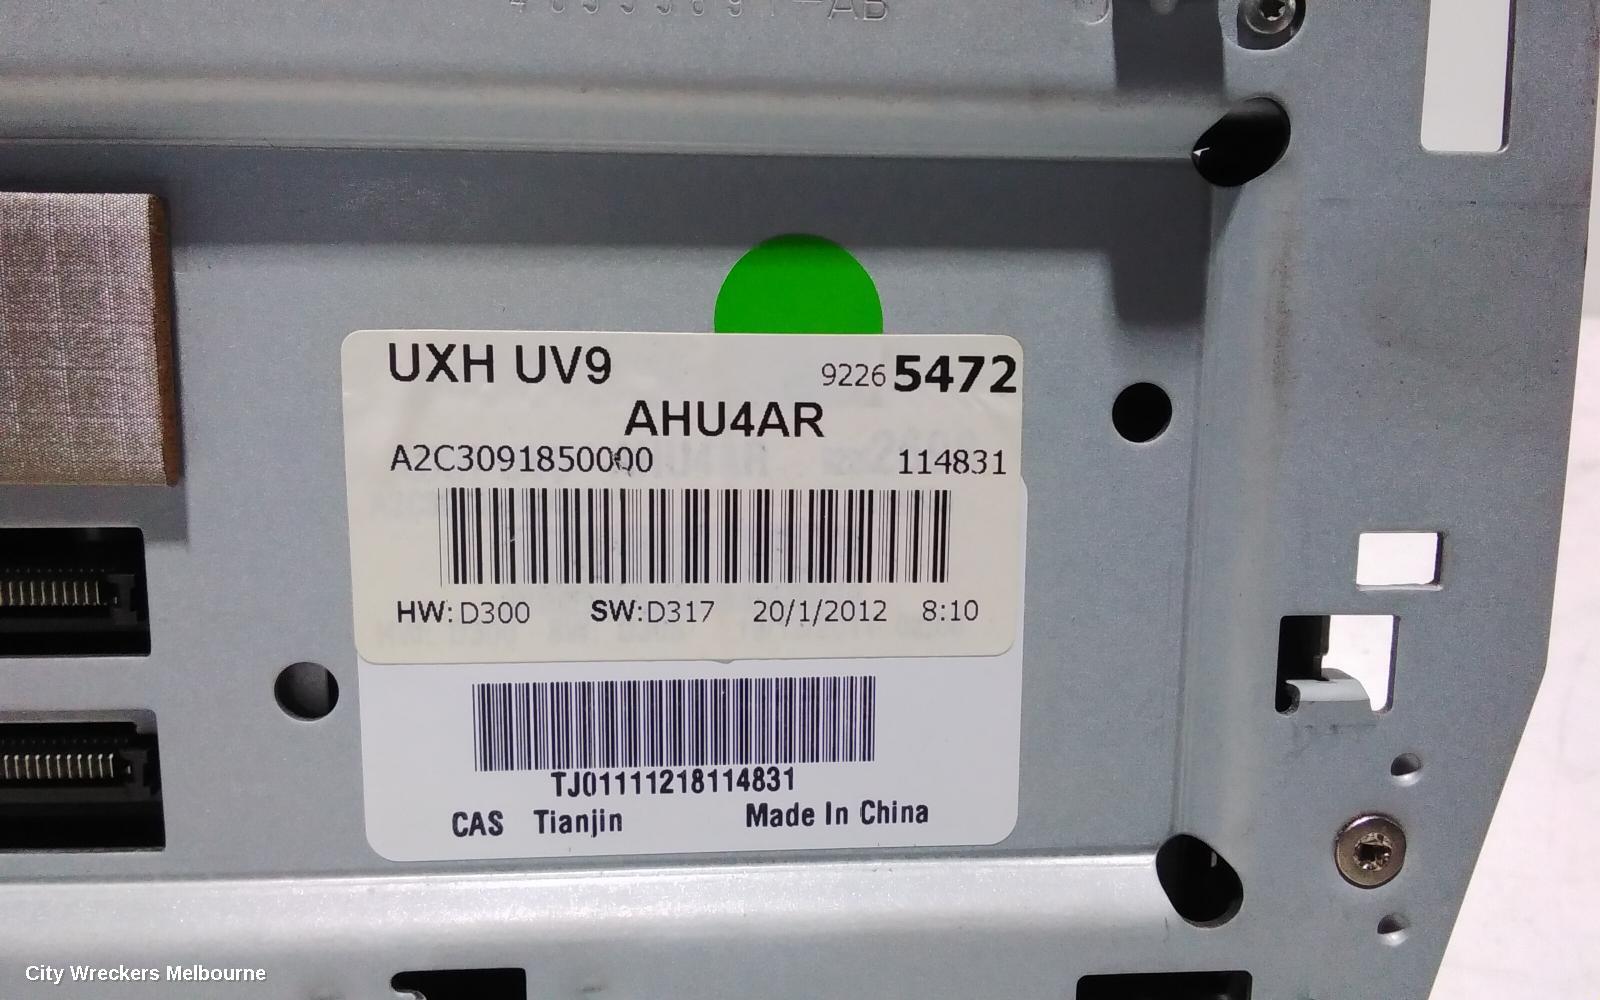 UXH UV9 9226 5472
AHU4AR
A2C3091850000 114831
HW: D300 SW:D317 20/1/2012 8:10
TJ01111218114831
CAS Tianjin Made In China
City Wreckers Melbourne